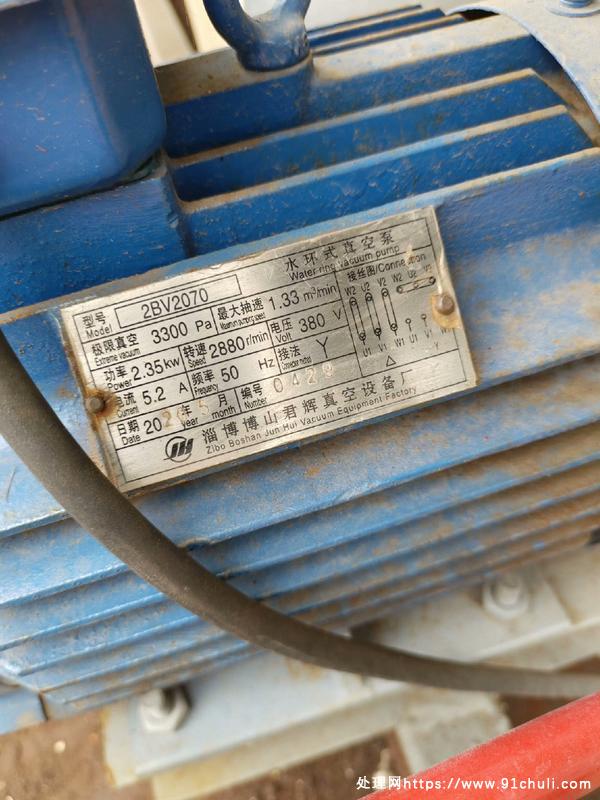 水环式真空泵
Water ring vacuum pump
型号 Model 2BV2070
极限真空 Extreme vacuum 3300 Pa 最大抽速 1.33 m³/min 接丝图/Connection
功率 Power 2.35kw 转速 Speed 2880r/min 电压 Volt 380 V
电流 5.2 A 频率 Frequency 50 Hz 接法 Y
日期 Date 20 年 year 5 月 month 编号 Number 0429
W2 U2 V2 W2 U2 V2
U1 V1 W1 U1 V1 W1
△ Y
淄博博山君辉真空设备厂
Zibo Boshan Jun Hui Vacuum Equipment Factory
处理网https://www.91chuli.com